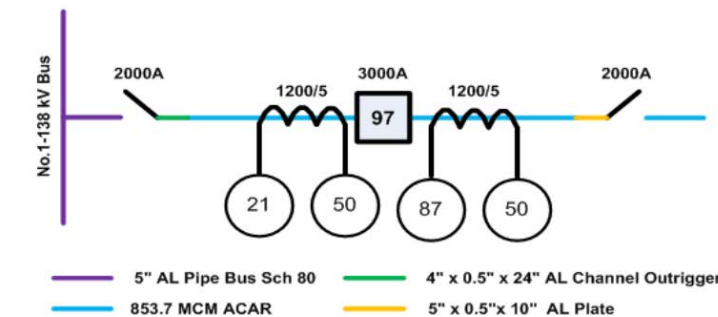 No.1-138 kV Bus
2000A
1200/5
3000A
1200/5
2000A
97
21
50
87
50
5" AL Pipe Bus Sch 80
4" x 0.5" x 24" AL Channel Outrigger
853.7 MCM ACAR
5" x 0.5"x 10" AL Plate